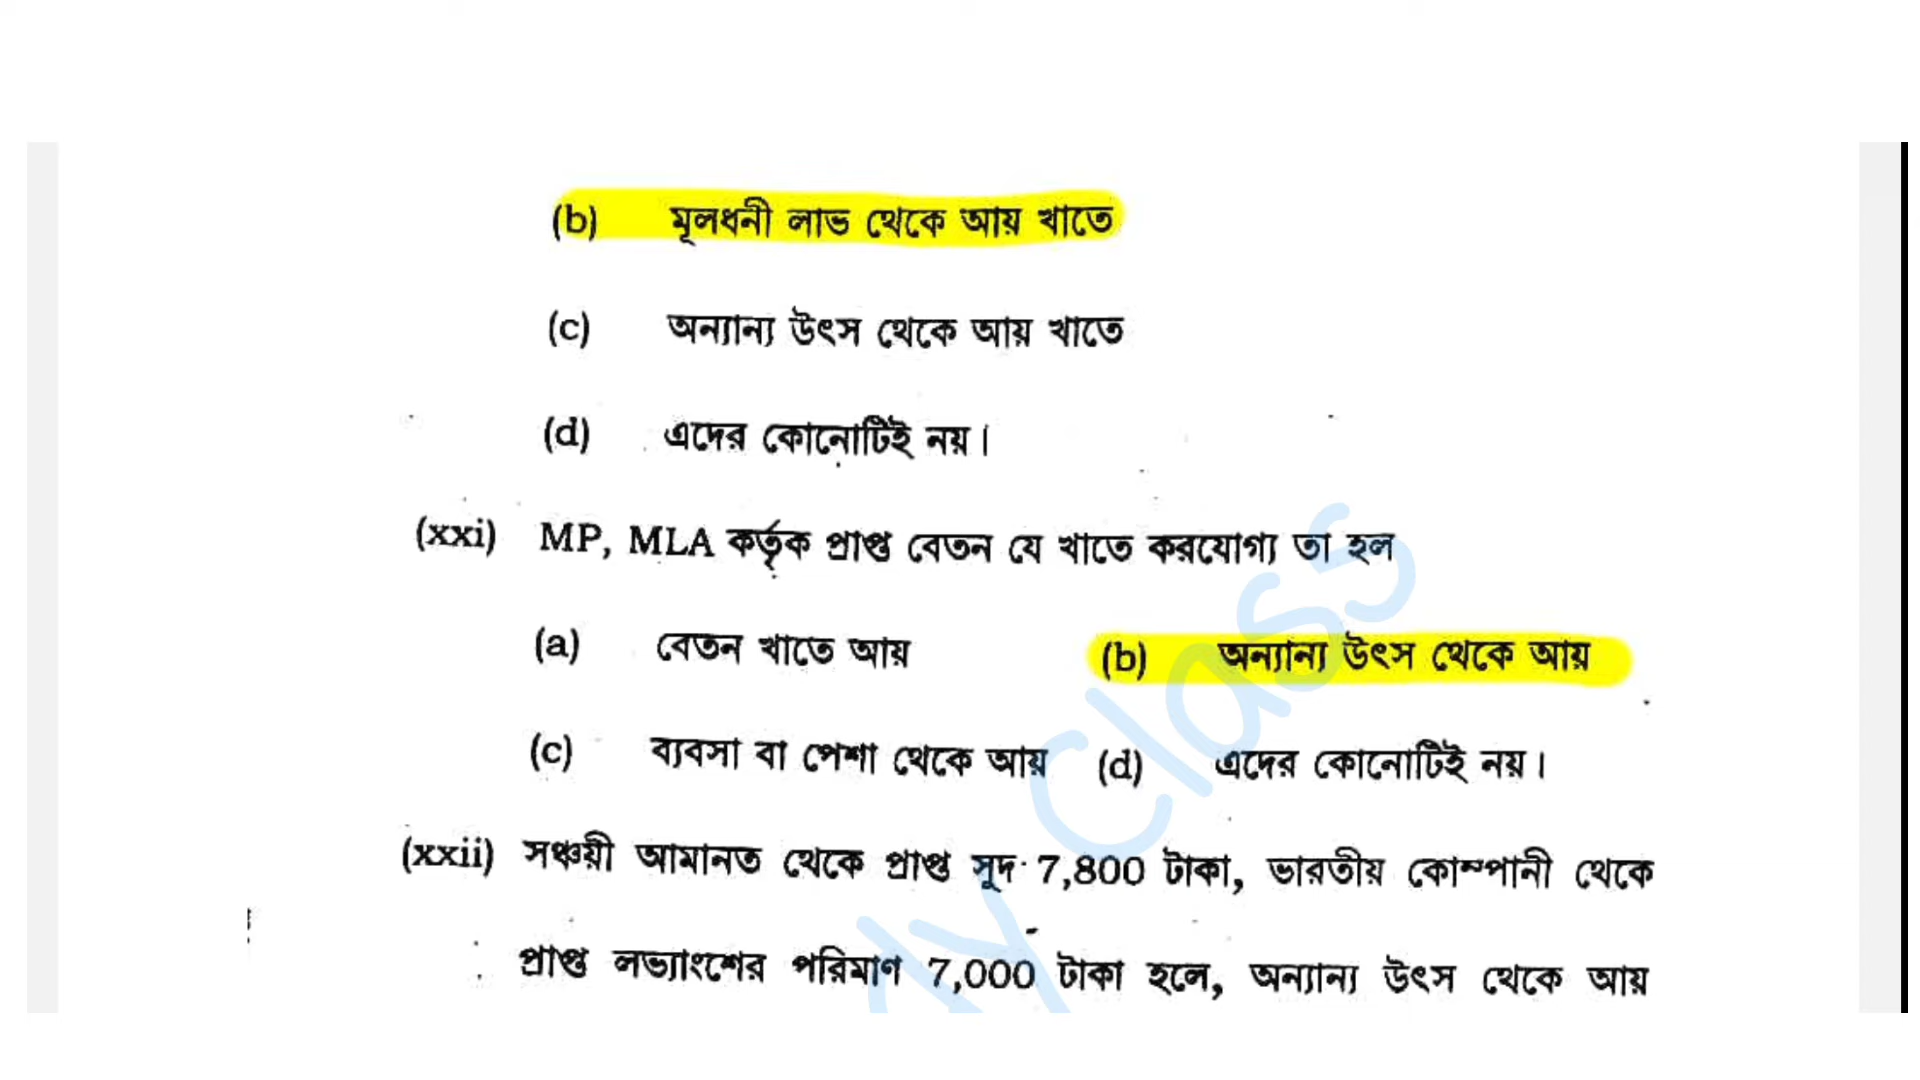 (b) মূলধনী লাভ থেকে আয় খাতে
(c) অন্যান্য উৎস থেকে আয় খাতে
(d) এদের কোনোটিই নয়।
(xxi) MP, MLA কর্তৃক প্রাপ্ত বেতন যে খাতে করযোগ্য তা হল
(a) বেতন খাতে আয় (b) অন্যান্য উৎস থেকে আয়
(c) ব্যবসা বা পেশা থেকে আয় (d) এদের কোনোটিই নয়।
(xxii) সঞ্চয়ী আমানত থেকে প্রাপ্ত সুদ 7,800 টাকা, ভারতীয় কোম্পানী থেকে
প্রাপ্ত লভ্যাংশের পরিমাণ 7,000 টাকা হলে, অন্যান্য উৎস থেকে আয়
Class